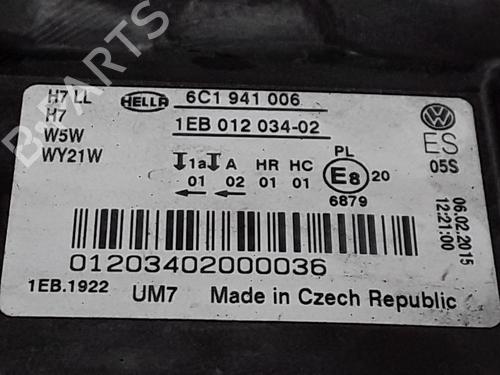 B-PARTS
H7 LL
H7
W5W
WY21W
HELLA
6C1 941 006
1EB 012 034-02
1a A HR HC
01 02 01 01
PL
E8 20
6879
VW
ES
05S
06.02.2015
12:21:00
01203402000036
1EB.1922 UM7 Made in Czech Republic